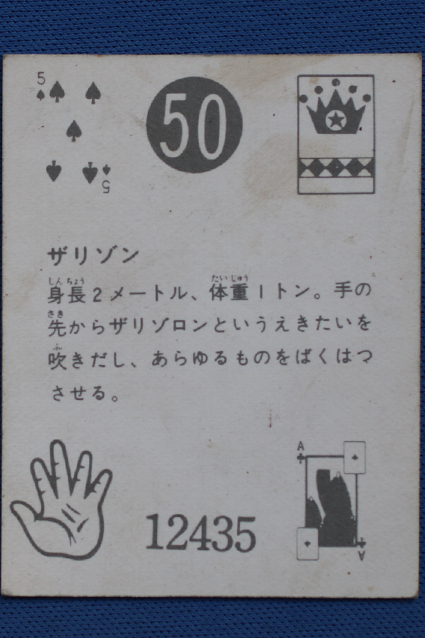 5
50
5
ザリゾン
身長2メートル、体重1トン。手の
先からザリゾロンというえきたいを
吹きだし、あらゆるものをばくはつ
させる。
A
12435
A